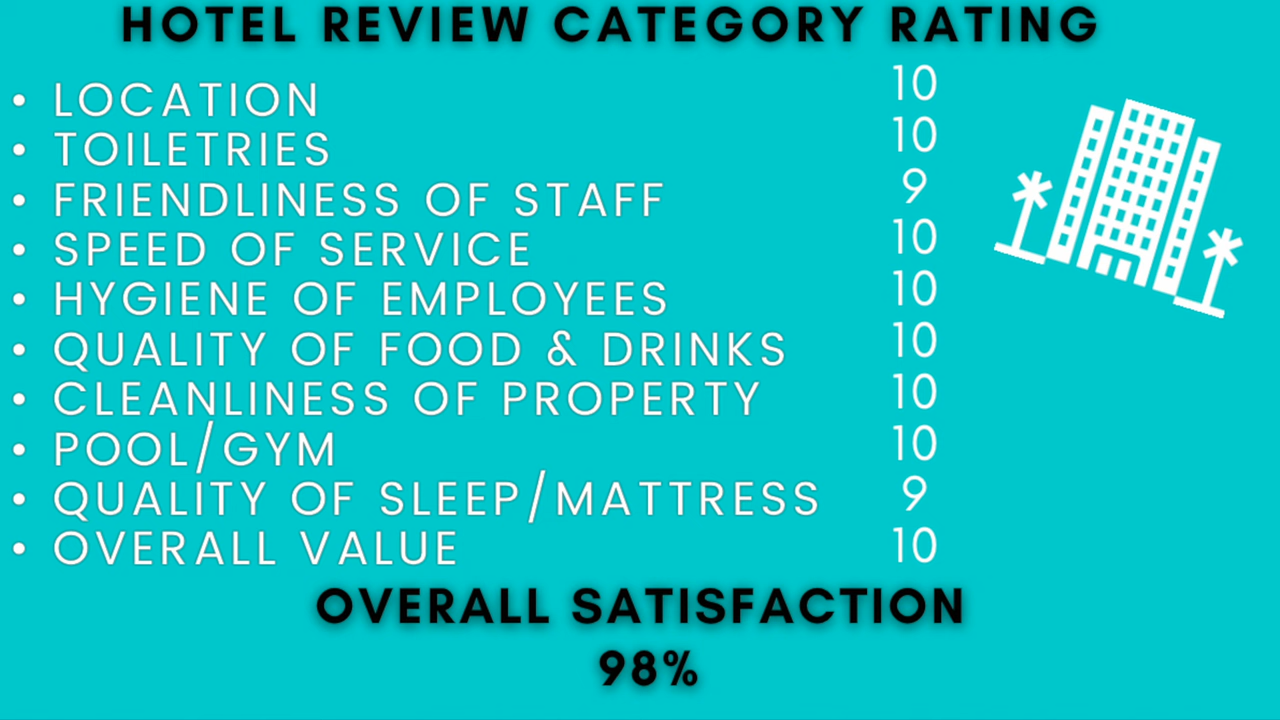 HOTEL REVIEW CATEGORY RATING
• LOCATION 10
• TOILETRIES 10
• FRIENDLINESS OF STAFF 9
• SPEED OF SERVICE 10
• HYGIENE OF EMPLOYEES 10
• QUALITY OF FOOD & DRINKS 10
• CLEANLINESS OF PROPERTY 10
• POOL/GYM 10
• QUALITY OF SLEEP/MATTRESS 9
• OVERALL VALUE 10
OVERALL SATISFACTION
98%